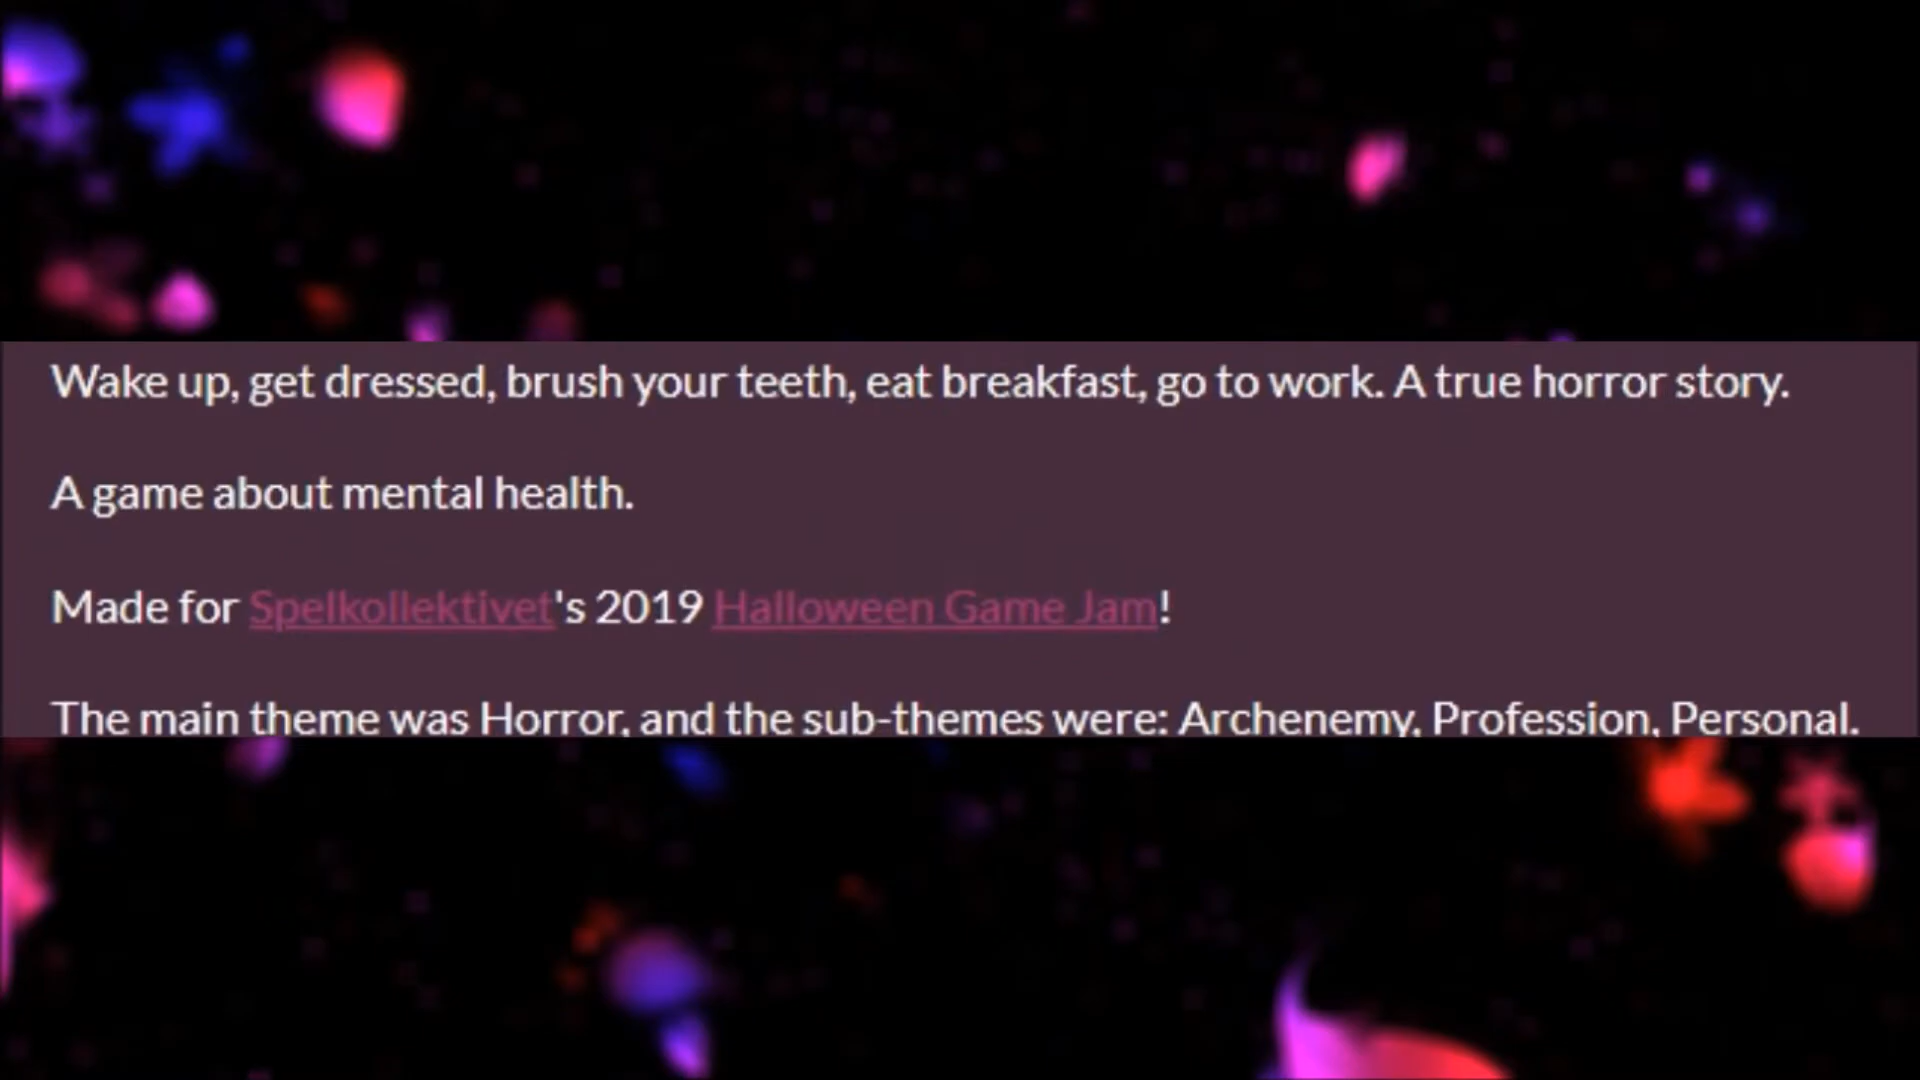 Wake up, get dressed, brush your teeth, eat breakfast, go to work. A true horror story.
A game about mental health.
Made for Spelkollektivet's 2019 Halloween Game Jam!
The main theme was Horror, and the sub-themes were: Archenemy, Profession, Personal.